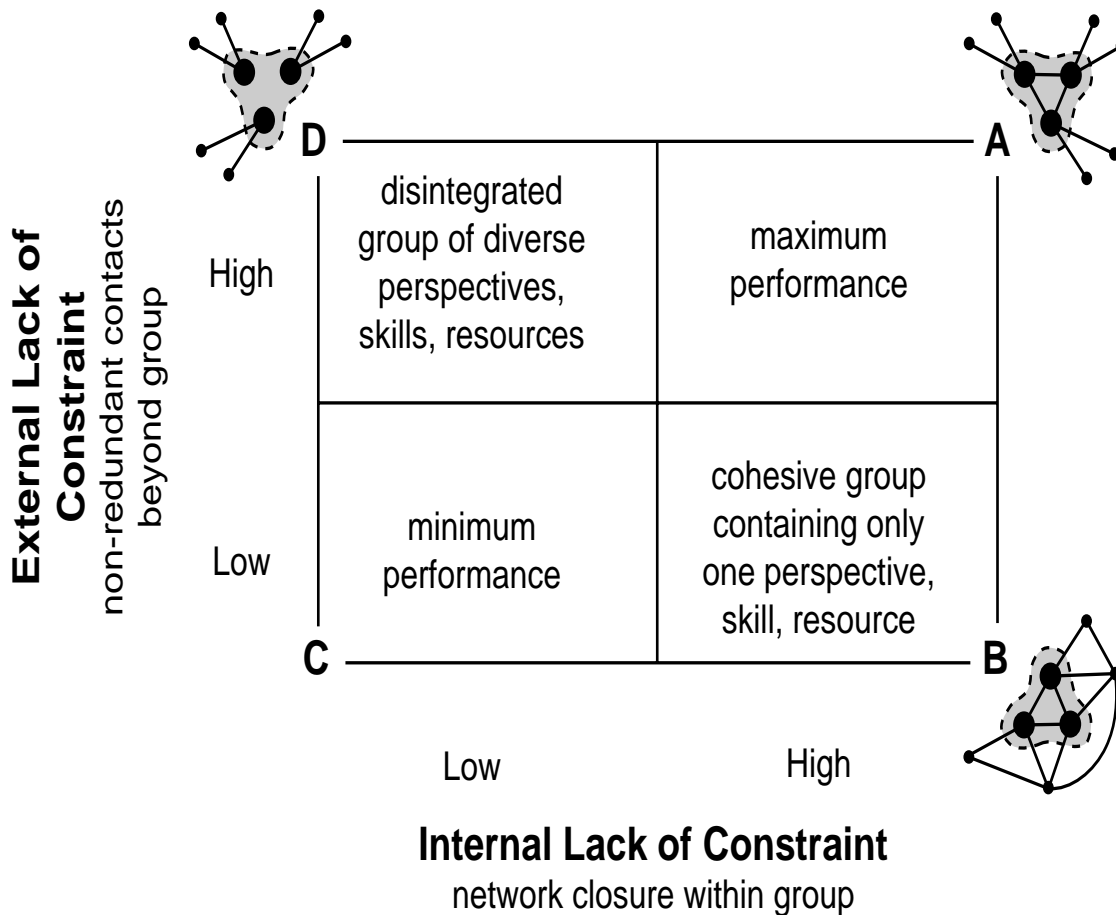 D
A
disintegrated
group of diverse
perspectives,
skills, resources
maximum
performance
High
External Lack of
Constraint
non-redundant contacts
beyond group
Low
minimum
performance
cohesive group
containing only
one perspective,
skill, resource
C
B
Low
High
Internal Lack of Constraint
network closure within group